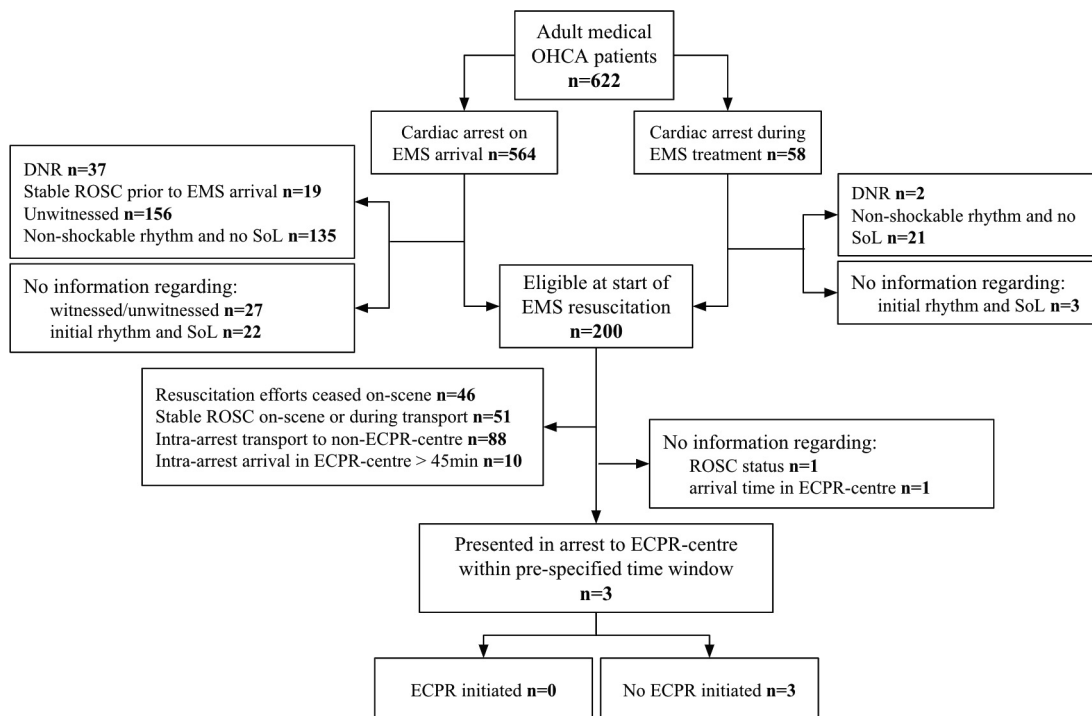 Adult medical
OHCA patients
n=622
Cardiac arrest on
EMS arrival n=564
Cardiac arrest during
EMS treatment n=58
DNR n=37
Stable ROSC prior to EMS arrival n=19
Unwitnessed n=156
Non-shockable rhythm and no SoL n=135
DNR n=2
Non-shockable rhythm and no
SoL n=21
No information regarding:
witnessed/unwitnessed n=27
initial rhythm and SoL n=22
Eligible at start of
EMS resuscitation
n=200
No information regarding:
initial rhythm and SoL n=3
Resuscitation efforts ceased on-scene n=46
Stable ROSC on-scene or during transport n=51
Intra-arrest transport to non-ECPR-centre n=88
Intra-arrest arrival in ECPR-centre > 45min n=10
No information regarding:
ROSC status n=1
arrival time in ECPR-centre n=1
Presented in arrest to ECPR-centre
within pre-specified time window
n=3
ECPR initiated n=0
No ECPR initiated n=3